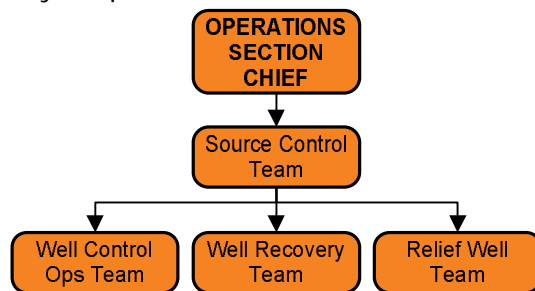 OPERATIONS
SECTION
CHIEF
Source Control
Team
Well Control
Ops Team
Well Recovery
Team
Relief Well
Team